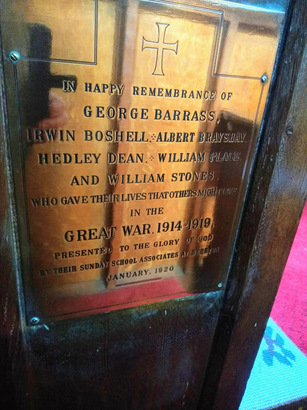 IN HAPPY REMEMBRANCE OF
GEORGE BARRASS,
IRWIN BOSHELL, ALBERT BRAYSHAW,
HEDLEY DEAN, WILLIAM
AND WILLIAM STONES
WHO GAVE THEIR LIVES THAT OTHERS MIGHT
IN THE
GREAT WAR, 1914-1919,
PRESENTED TO THE GLORY OF GOD
BY THEIR SUNDAY SCHOOL ASSOCIATES
JANUARY, 1920